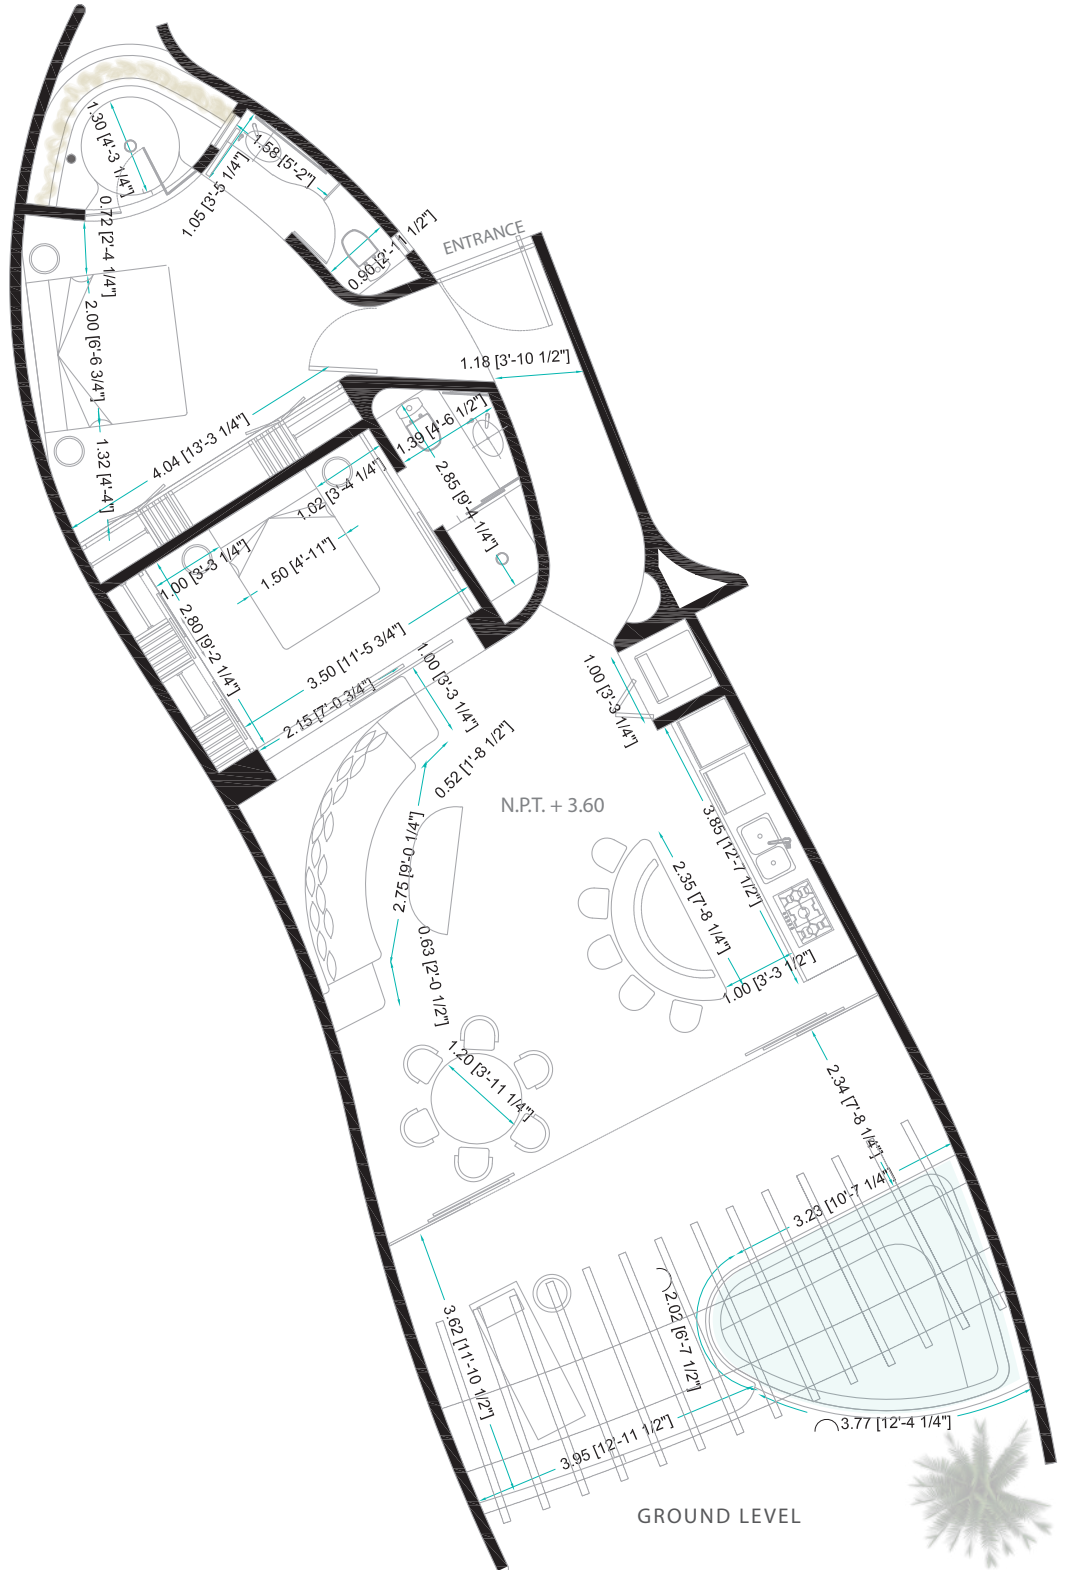 1.30 [4'-3 1/4"]
1.58 [5'-2"]
1.05 [3'-5 1/4"]
0.72 [2'-4 1/4"]
0.90 [2'-11 1/2"]
ENTRANCE
2.00 [6'-6 3/4"]
1.18 [3'-10 1/2"]
1.39 [4'-6 1/2"]
4.04 [13'-3 1/4"]
1.32 [4'-4"]
2.85 [9'-4 1/4"]
1.02 [3'-4 1/4"]
1.50 [4'-11"]
1.00 [3'-3 1/4"]
2.80 [9'-2 1/4"]
3.50 [11'-5 3/4"]
2.15 [7'-0 3/4"]
1.00 [3'-3 1/4"]
1.00 [3'-3 1/4"]
0.52 [1'-8 1/2"]
N.P.T. + 3.60
2.75 [9'-0 1/4"]
3.85 [12'-7 1/2"]
2.35 [7'-8 1/4"]
0.63 [2'-0 1/2"]
1.00 [3'-3 1/2"]
1.20 [3'-11 1/4"]
2.34 [7'-8 1/4"]
3.23 [10'-7 1/4"]
2.02 [6'-7 1/2"]
3.62 [11'-10 1/2"]
3.95 [12'-11 1/2"]
3.77 [12'-4 1/4"]
GROUND LEVEL